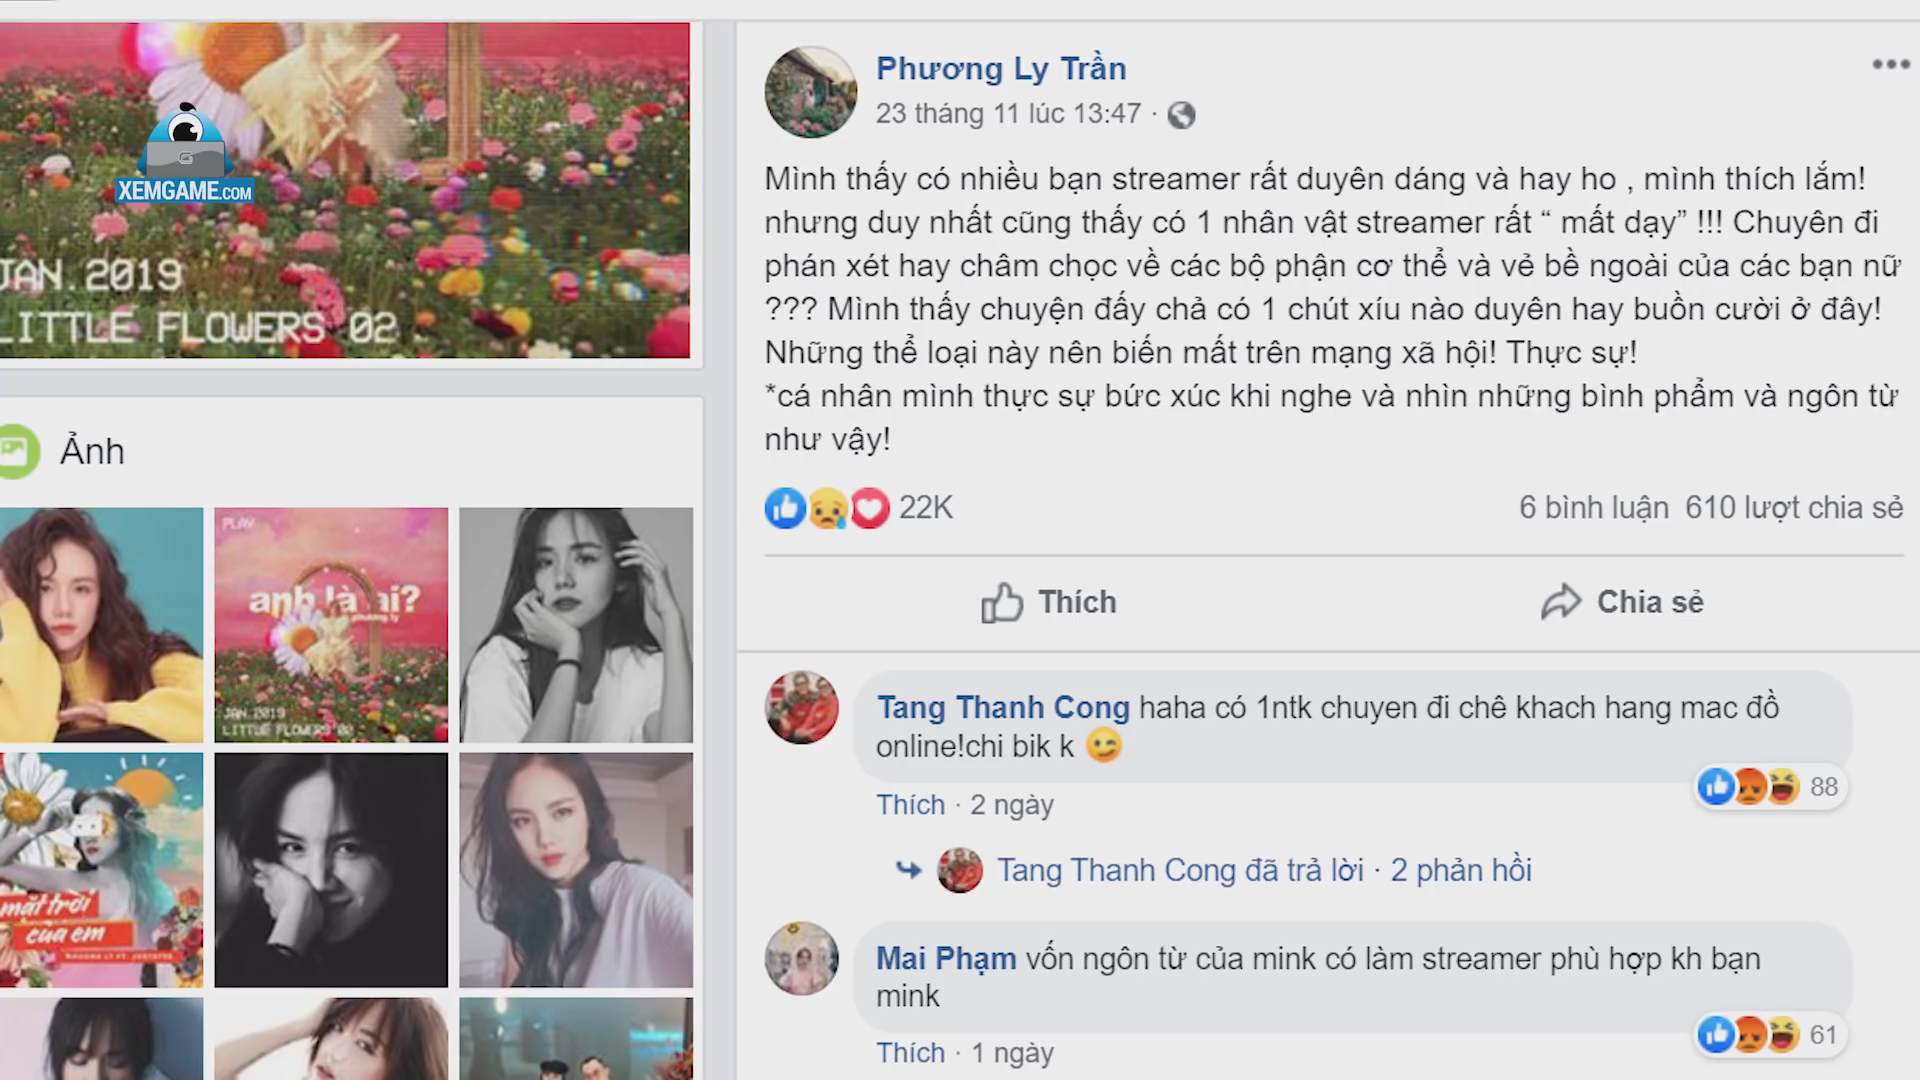 XEMGAME.COM
JAN.2019
LITTLE FLOWERS 02
Ảnh
PLAY
anh là ai?
phương ly
JAN.2019
LITTLE FLOWERS 02
mặt trời
của em
Phương Ly Trần
23 tháng 11 lúc 13:47 ·
Mình thấy có nhiều bạn streamer rất duyên dáng và hay ho , mình thích lắm!
nhưng duy nhất cũng thấy có 1 nhân vật streamer rất “ mất dạy” !!! Chuyên đi
phán xét hay châm chọc về các bộ phận cơ thể và vẻ bề ngoài của các bạn nữ
??? Mình thấy chuyện đấy chả có 1 chút xíu nào duyên hay buồn cười ở đây!
Những thể loại này nên biến mất trên mạng xã hội! Thực sự!
*cá nhân mình thực sự bức xúc khi nghe và nhìn những bình phẩm và ngôn từ
như vậy!
22K
6 bình luận 610 lượt chia sẻ
Thích
Chia sẻ
Tang Thanh Cong haha có 1ntk chuyen đi chê khach hang mac đồ
online!chi bik k 😉
88
Thích · 2 ngày
Tang Thanh Cong đã trả lời · 2 phản hồi
Mai Phạm vốn ngôn từ của mink có làm streamer phù hợp kh bạn
mink
61
Thích · 1 ngày